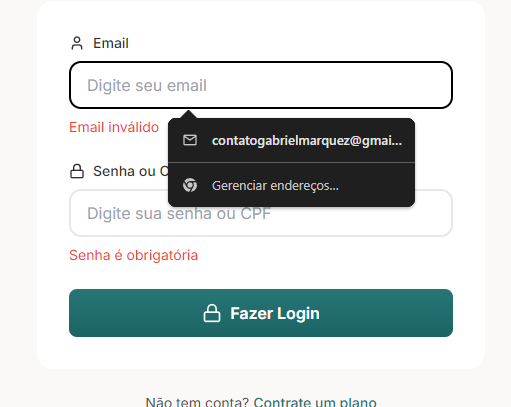 Email
Digite seu email
Email inválido
contatogabrielmarquez@gmai...
Senha ou C
Gerenciar endereços...
Digite sua senha ou CPF
Senha é obrigatória
Fazer Login
Não tem conta? Contrate um plano